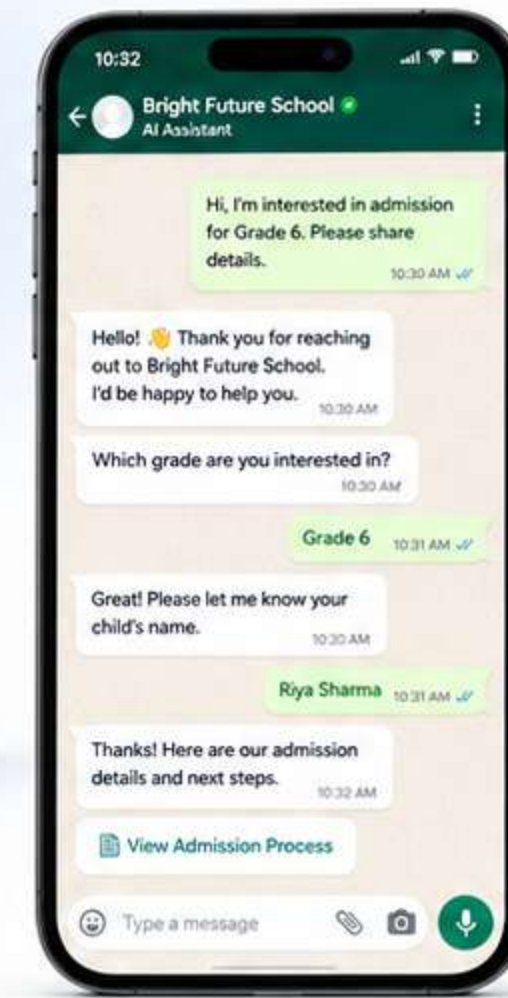 10:32
Bright Future School
AI Assistant
Hi, I'm interested in admission
for Grade 6. Please share
details.
10:30 AM
Hello! 👋 Thank you for reaching
out to Bright Future School.
I'd be happy to help you.
10:30 AM
Which grade are you interested in?
10:30 AM
Grade 6 10:31 AM
Great! Please let me know your
child's name.
10:30 AM
Riya Sharma 10:31 AM
Thanks! Here are our admission
details and next steps.
10:32 AM
View Admission Process
Type a message